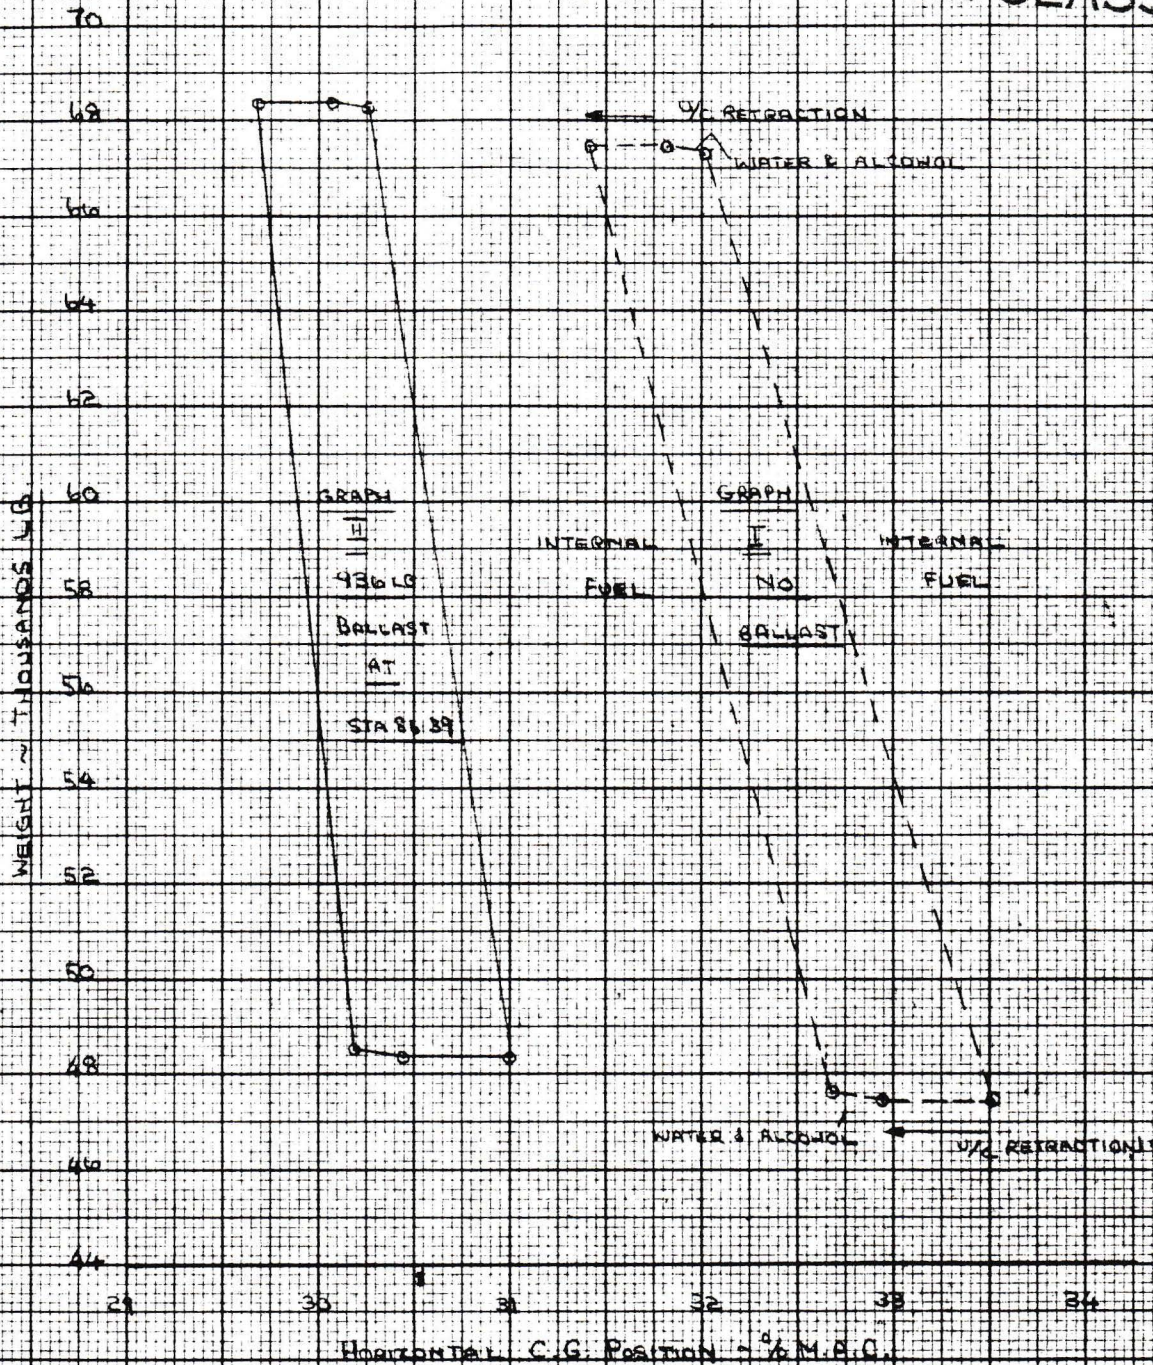 70
68
66
64
62
60
58
56
54
52
50
48
46
44
WEIGHT ~ THOUSANDS LB
U/C RETRACTION
WATER & ALCOHOL
GRAPH
II
936 LB
BALLAST
AT
STA 86.39
INTERNAL
FUEL
GRAPH
I
NO
BALLAST
INTERNAL
FUEL
WATER & ALCOHOL
U/C RETRACTION
29 30 31 32 33 34
HORIZONTAL C.G. POSITION ~ % M.A.C.